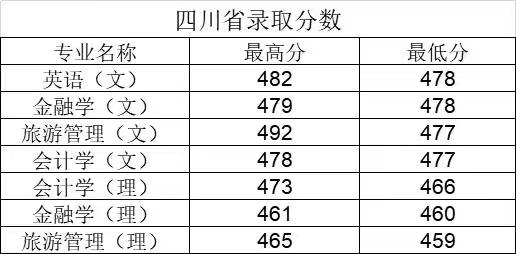 四川省录取分数
专业名称 最高分 最低分
英语（文） 482 478
金融学（文） 479 478
旅游管理（文） 492 477
会计学（文） 478 477
会计学（理） 473 466
金融学（理） 461 460
旅游管理（理） 465 459